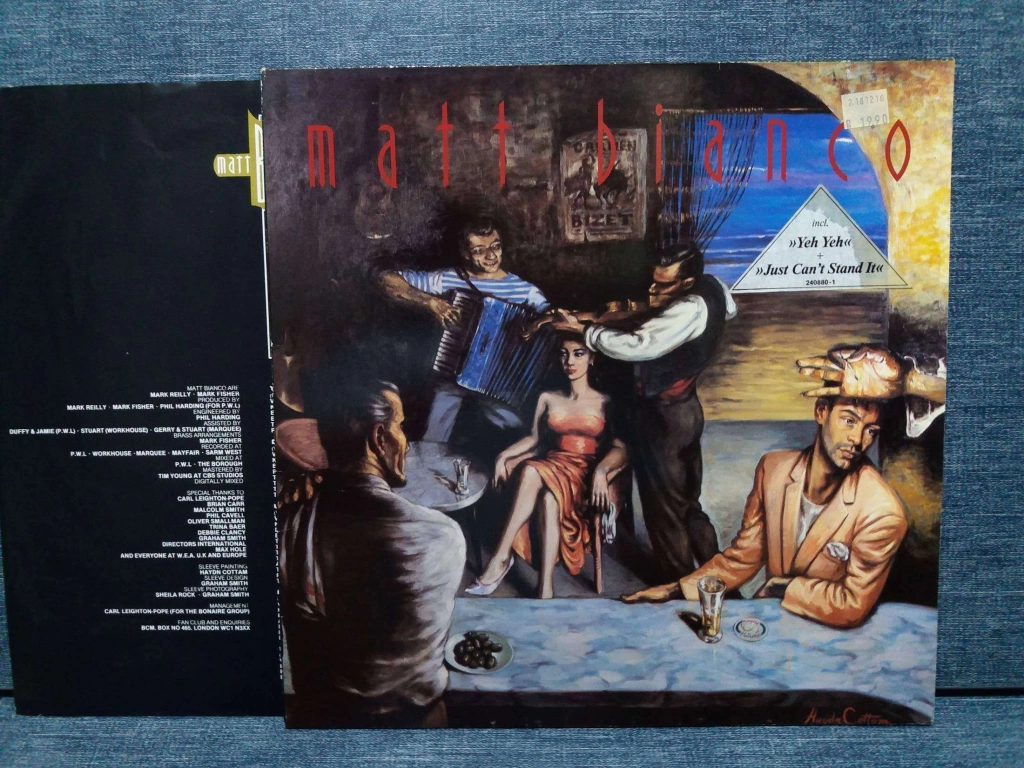 matt
MATT BIANCO ARE
MARK REILLY · MARK FISHER
PRODUCED BY
MARK REILLY · MARK FISHER · PHIL HARDING (FOR P.W.L)
ENGINEERED BY
PHIL HARDING
ASSISTED BY
DUFFY & JAMIE (P.W.L) · STUART (WORKHOUSE) · GERRY & STUART (MARQUEE)
BRASS ARRANGEMENTS
MARK FISHER
RECORDED AT
P.W.L · WORKHOUSE · MARQUEE · MAYFAIR · SARM WEST
MIXED AT
P.W.L · THE BOROUGH
MASTERED BY
TIM YOUNG AT CBS STUDIOS
DIGITALLY MIXED
SPECIAL THANKS TO
CARL LEIGHTON-POPE
BRIAN CARR
MALCOLM SMITH
PHIL CAVELL
OLIVER SMALLMAN
TRINA BAER
DEBBIE CLANCY
GRAHAM SMITH
DIRECTORS INTERNATIONAL
MAX HOLE
AND EVERYONE AT W.E.A. U.K AND EUROPE
SLEEVE PAINTING
HAYDN COTTAM
SLEEVE DESIGN
GRAHAM SMITH
SLEEVE PHOTOGRAPHY
SHEILA ROCK · GRAHAM SMITH
MANAGEMENT
CARL LEIGHTON-POPE (FOR THE BONAIRE GROUP)
FAN CLUB AND ENQUIRIES
BCM. BOX NO 465. LONDON WC1 N3XX
matt bianco
CARMEN
BIZET
incl.
»Yeh Yeh«
+
»Just Can't Stand It«
240880-1
Haydn Cottam